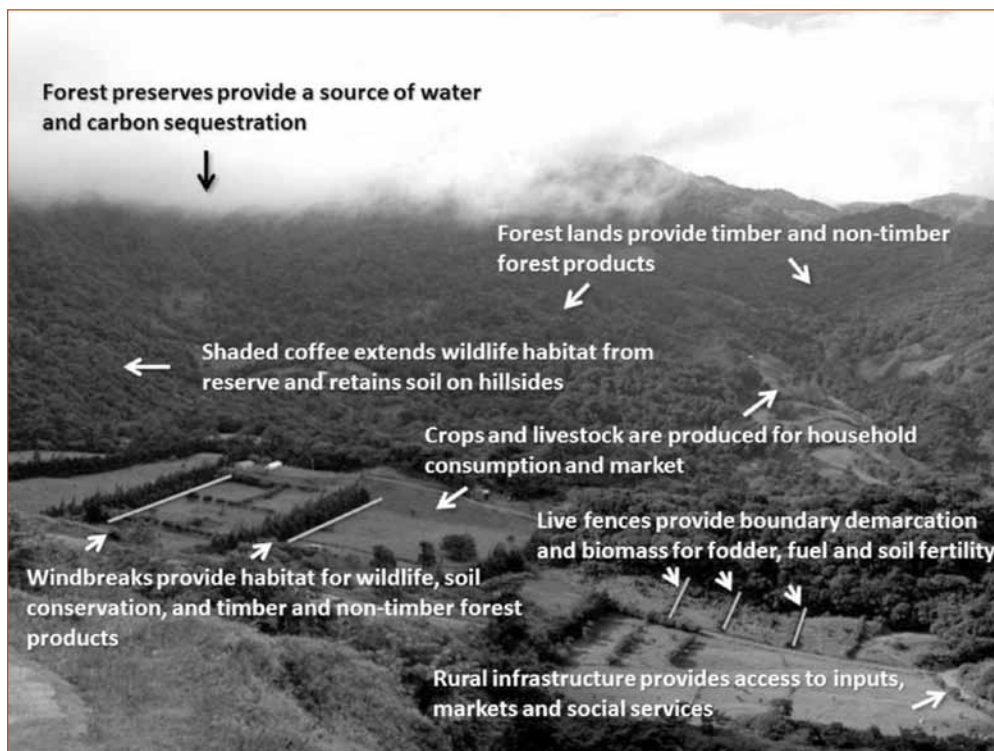 Forest preserves provide a source of water
and carbon sequestration
Forest lands provide timber and non-timber
forest products
Shaded coffee extends wildlife habitat from
reserve and retains soil on hillsides
Crops and livestock are produced for household
consumption and market
Live fences provide boundary demarcation
and biomass for fodder, fuel and soil fertility
Windbreaks provide habitat for wildlife, soil
conservation, and timber and non-timber forest
products
Rural infrastructure provides access to inputs,
markets and social services